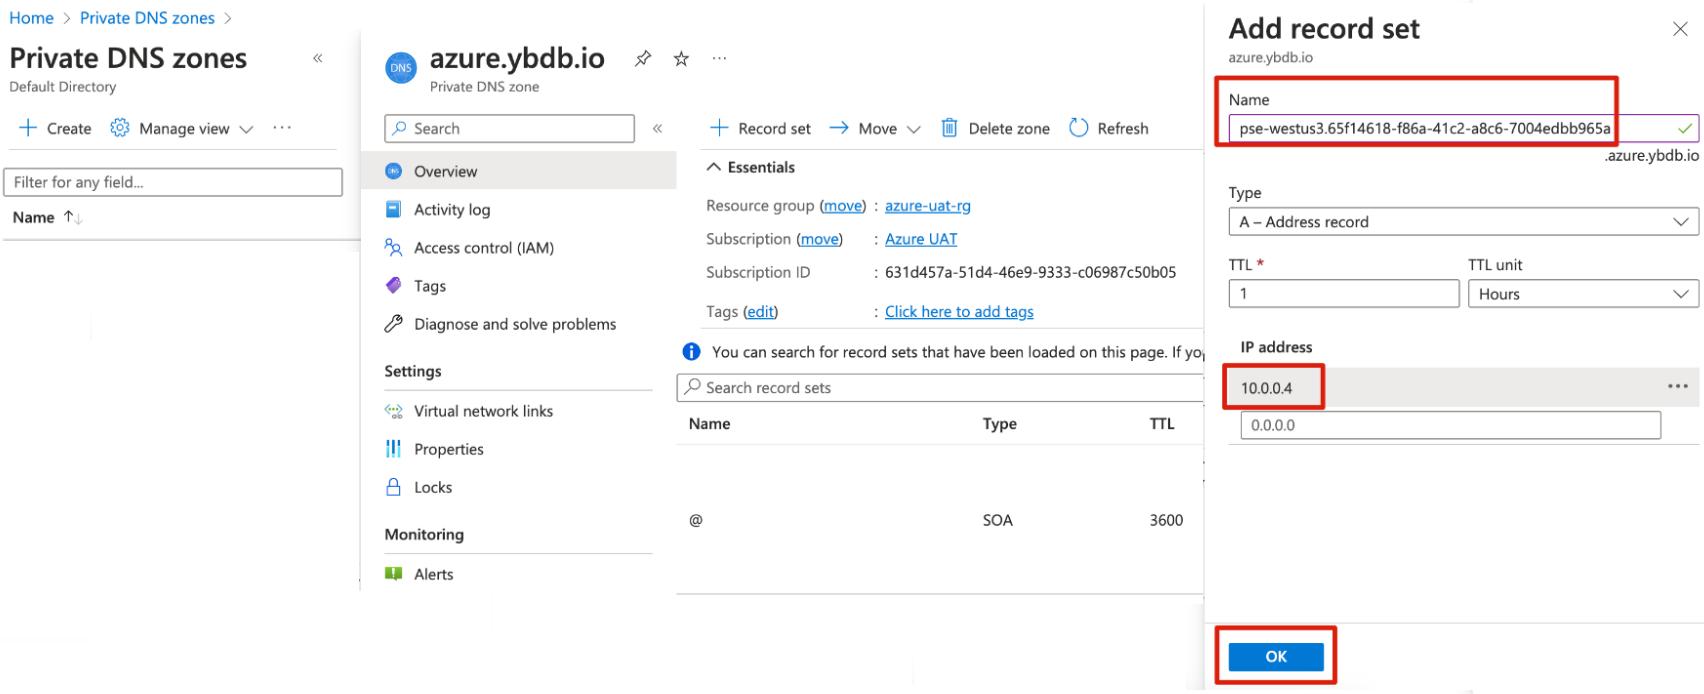 Home > Private DNS zones >
Private DNS zones «
Default Directory
+ Create Manage view ...
Filter for any field...
Name ↑↓
DNS
azure.ybdb.io ...
Private DNS zone
Search «
Overview
Activity log
Access control (IAM)
Tags
Diagnose and solve problems
Settings
Virtual network links
Properties
Locks
Monitoring
Alerts
+ Record set → Move Delete zone Refresh
Essentials
Resource group (move) : azure-uat-rg
Subscription (move) : Azure UAT
Subscription ID : 631d457a-51d4-46e9-9333-c06987c50b05
Tags (edit) : Click here to add tags
You can search for record sets that have been loaded on this page. If yo
Search record sets
Name Type TTL
@ SOA 3600
Add record set
azure.ybdb.io
Name
pse-westus3.65f14618-f86a-41c2-a8c6-7004edbb965a
.azure.ybdb.io
Type
A – Address record
TTL * TTL unit
1 Hours
IP address
10.0.0.4 ...
0.0.0.0
OK